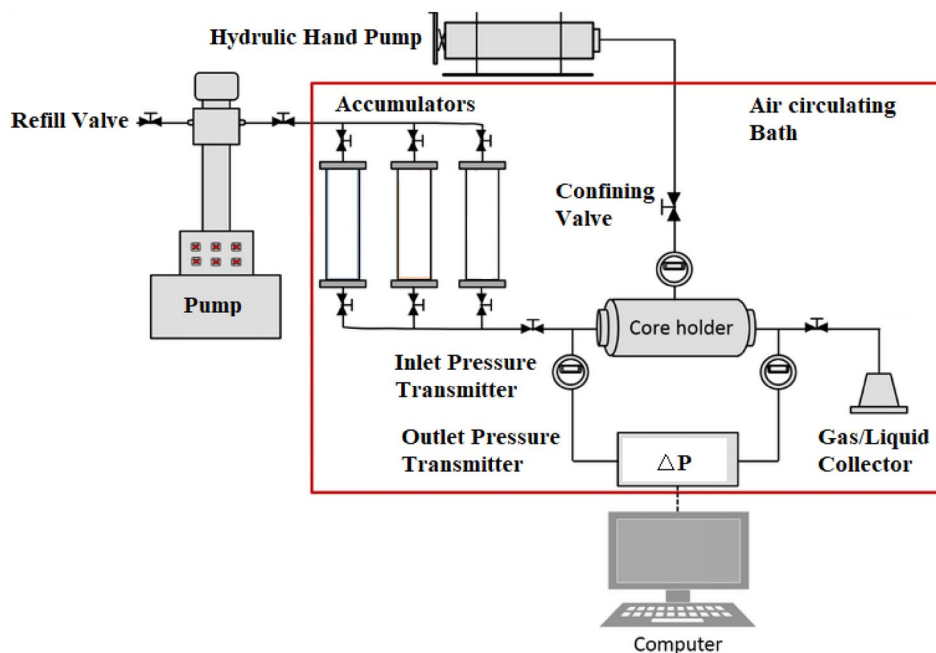 Hydrulic Hand Pump
Accumulators
Air circulating
Bath
Refill Valve
Confining
Valve
Pump
Core holder
Inlet Pressure
Transmitter
Outlet Pressure
Transmitter
△P
Gas/Liquid
Collector
Computer